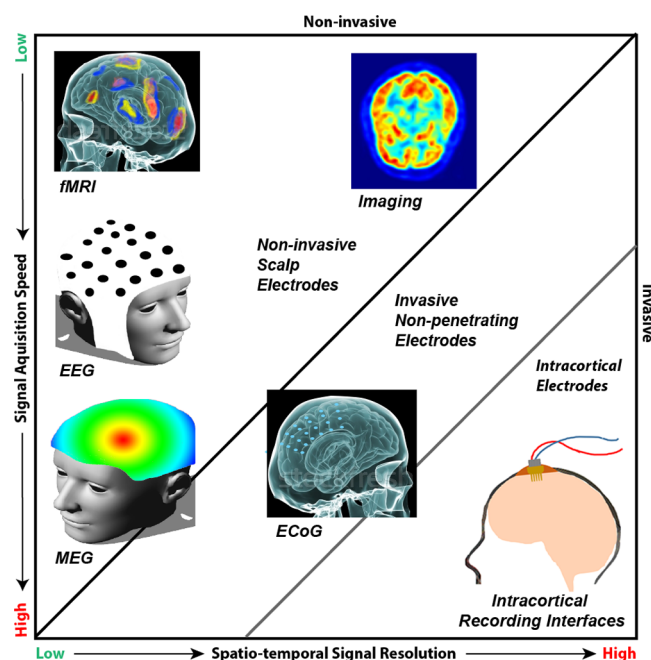 Non-invasive
Low
fMRI
Imaging
Non-invasive
Scalp
Electrodes
Invasive
Non-penetrating
Electrodes
Invasive
Signal Aquisition Speed
EEG
Intracortical
Electrodes
MEG
ECoG
Intracortical
Recording Interfaces
High
Low
Spatio-temporal Signal Resolution
High